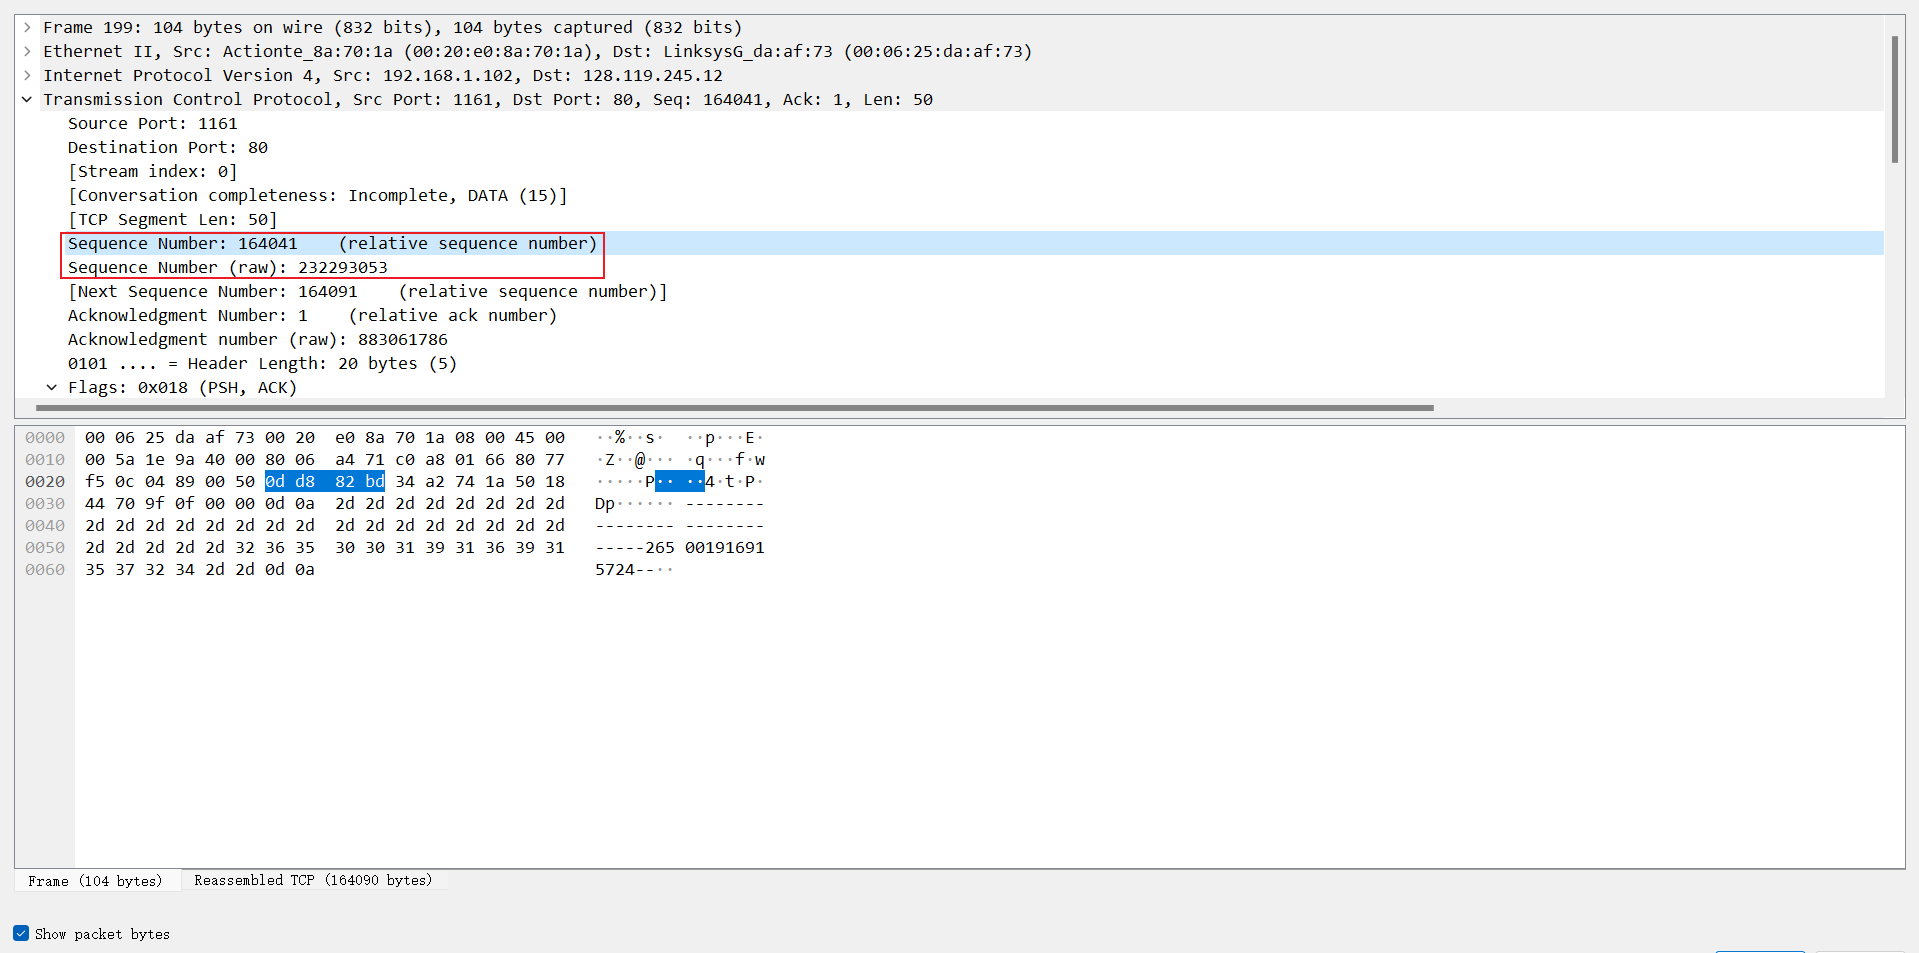 Frame 199: 104 bytes on wire (832 bits), 104 bytes captured (832 bits)
Ethernet II, Src: Actionte_8a:70:1a (00:20:e0:8a:70:1a), Dst: LinksysG_da:af:73 (00:06:25:da:af:73)
Internet Protocol Version 4, Src: 192.168.1.102, Dst: 128.119.245.12
Transmission Control Protocol, Src Port: 1161, Dst Port: 80, Seq: 164041, Ack: 1, Len: 50
Source Port: 1161
Destination Port: 80
[Stream index: 0]
[Conversation completeness: Incomplete, DATA (15)]
[TCP Segment Len: 50]
Sequence Number: 164041    (relative sequence number)
Sequence Number (raw): 232293053
[Next Sequence Number: 164091    (relative sequence number)]
Acknowledgment Number: 1    (relative ack number)
Acknowledgment number (raw): 883061786
0101 .... = Header Length: 20 bytes (5)
Flags: 0x018 (PSH, ACK)
0000  00 06 25 da af 73 00 20  e0 8a 70 1a 08 00 45 00   ··%··s·  ··p···E·
0010  00 5a 1e 9a 40 00 80 06  a4 71 c0 a8 01 66 80 77   ·Z··@··· ·q···f·w
0020  f5 0c 04 89 00 50 0d d8  82 bd 34 a2 74 1a 50 18   ·····P·· ··4·t·P·
0030  44 70 9f 0f 00 00 0d 0a  2d 2d 2d 2d 2d 2d 2d 2d   Dp······ --------
0040  2d 2d 2d 2d 2d 2d 2d 2d  2d 2d 2d 2d 2d 2d 2d 2d   -------- --------
0050  2d 2d 2d 2d 2d 32 36 35  30 30 31 39 31 36 39 31   -----265 00191691
0060  35 37 32 34 2d 2d 0d 0a   5724--··
Frame (104 bytes)  Reassembled TCP (164090 bytes)
Show packet bytes